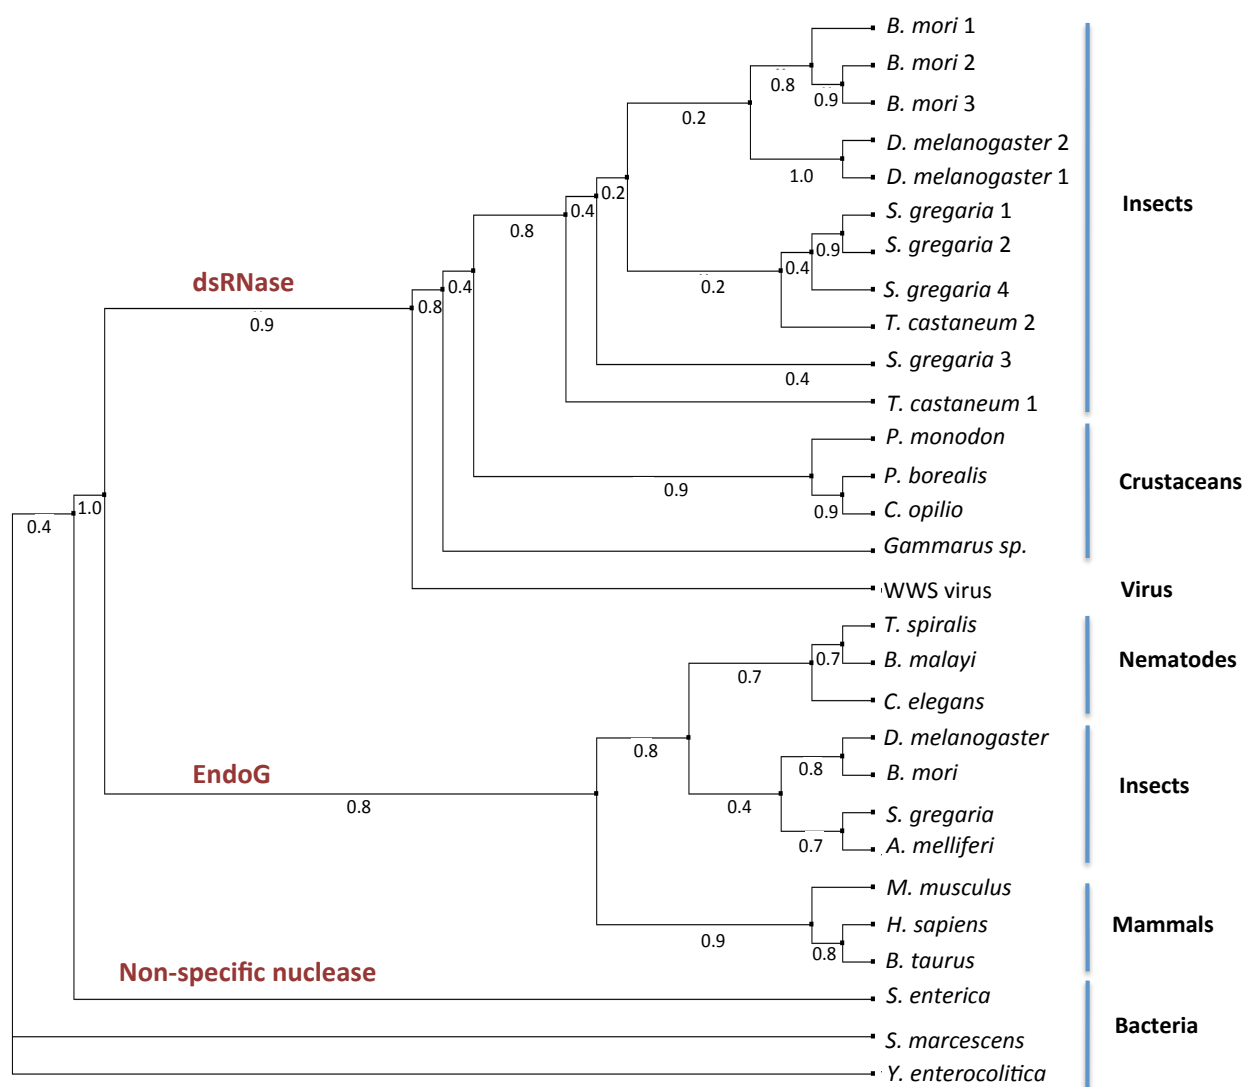 B. mori 1
B. mori 2
0.8
0.9
B. mori 3
0.2
D. melanogaster 2
1.0
D. melanogaster 1
0.2
Insects
0.4
S. gregaria 1
0.8
0.9
S. gregaria 2
0.4
dsRNase
0.4
0.2
S. gregaria 4
0.8
0.9
T. castaneum 2
S. gregaria 3
0.4
T. castaneum 1
P. monodon
P. borealis
Crustaceans
0.9
1.0
0.9
C. opilio
0.4
Gammarus sp.
WWS virus
Virus
T. spiralis
0.7
B. malayi
Nematodes
0.7
C. elegans
D. melanogaster
0.8
0.8
EndoG
B. mori
Insects
0.8
0.4
S. gregaria
0.7
A. melliferi
M. musculus
H. sapiens
Mammals
0.9
0.8
B. taurus
Non-specific nuclease
S. enterica
Bacteria
S. marcescens
Y. enterocolitica